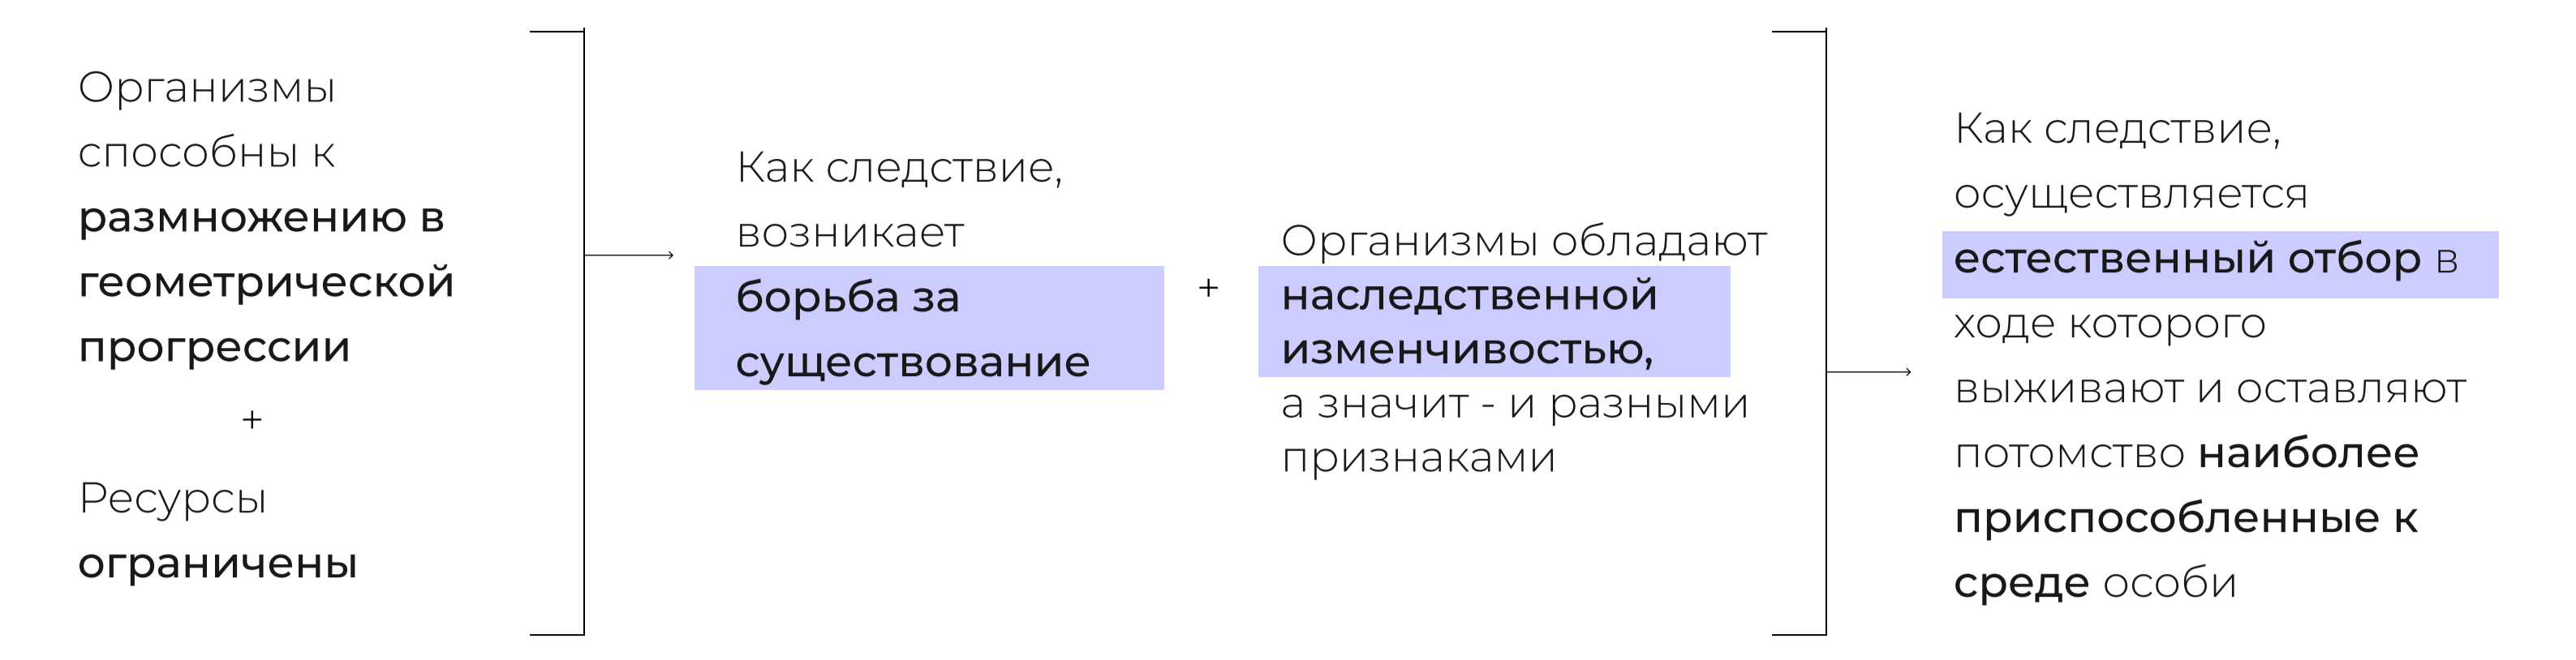 Организмы
способны к
размножению в
геометрической
прогрессии
+
Ресурсы
ограничены
Как следствие,
возникает
борьба за
существование
+
Организмы обладают
наследственной
изменчивостью,
а значит - и разными
признаками
Как следствие,
осуществляется
естественный отбор в
ходе которого
выживают и оставляют
потомство наиболее
приспособленные к
среде особи